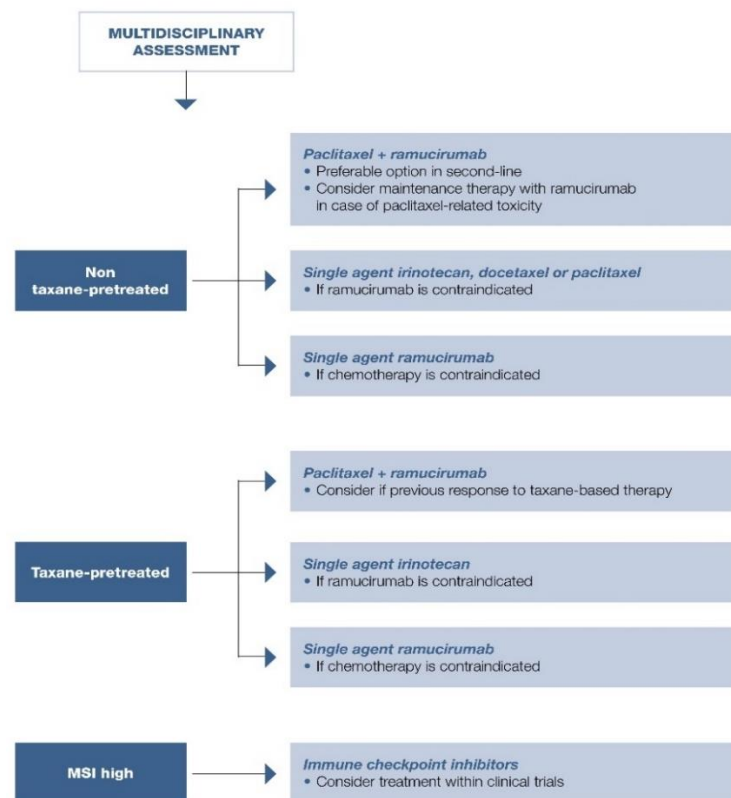 MULTIDISCIPLINARY
ASSESSMENT
Non
taxane-pretreated
Paclitaxel + ramucirumab
• Preferable option in second-line
• Consider maintenance therapy with ramucirumab
in case of paclitaxel-related toxicity
Single agent irinotecan, docetaxel or paclitaxel
• If ramucirumab is contraindicated
Single agent ramucirumab
• If chemotherapy is contraindicated
Taxane-pretreated
Paclitaxel + ramucirumab
• Consider if previous response to taxane-based therapy
Single agent irinotecan
• If ramucirumab is contraindicated
Single agent ramucirumab
• If chemotherapy is contraindicated
MSI high
Immune checkpoint inhibitors
• Consider treatment within clinical trials